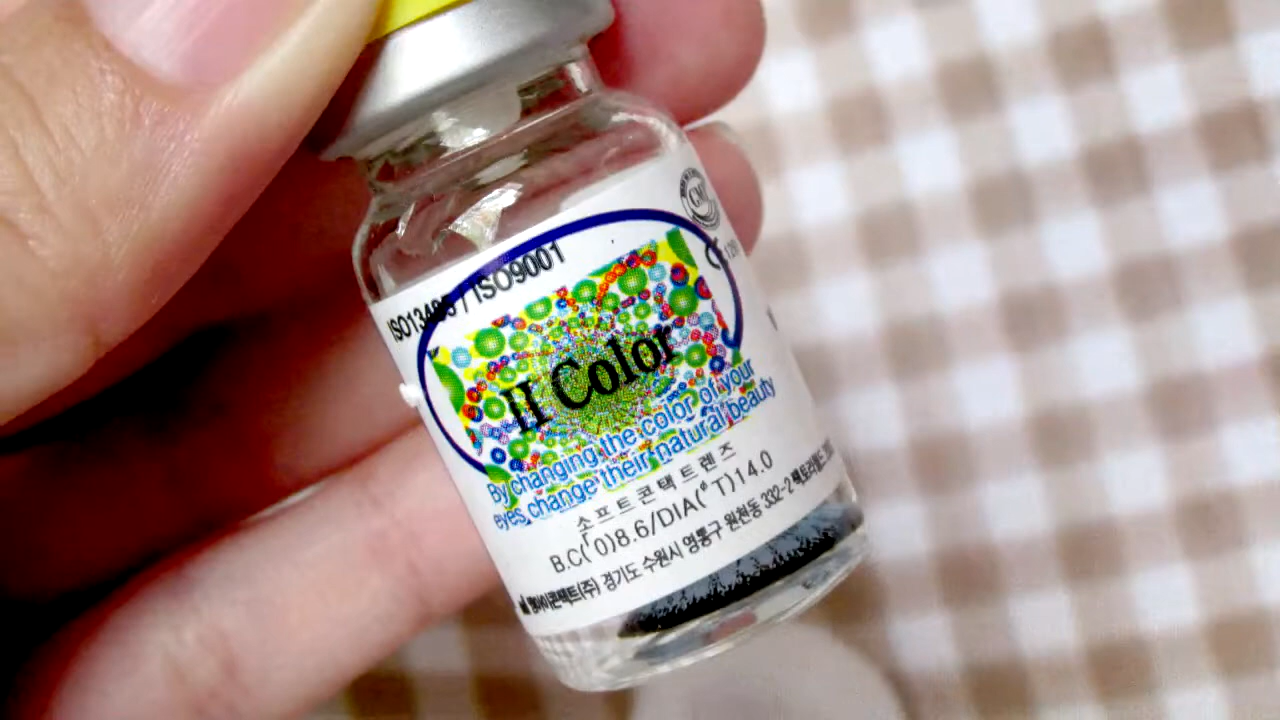 ISO13485 / ISO9001
GMP
II Color
By changing the color of your
eyes, change their natural beauty
소프트콘택트렌즈
B.C(˚0)8.6/DIA(˚T)14.0
경기도 수원시 영통구 원천동 332-2